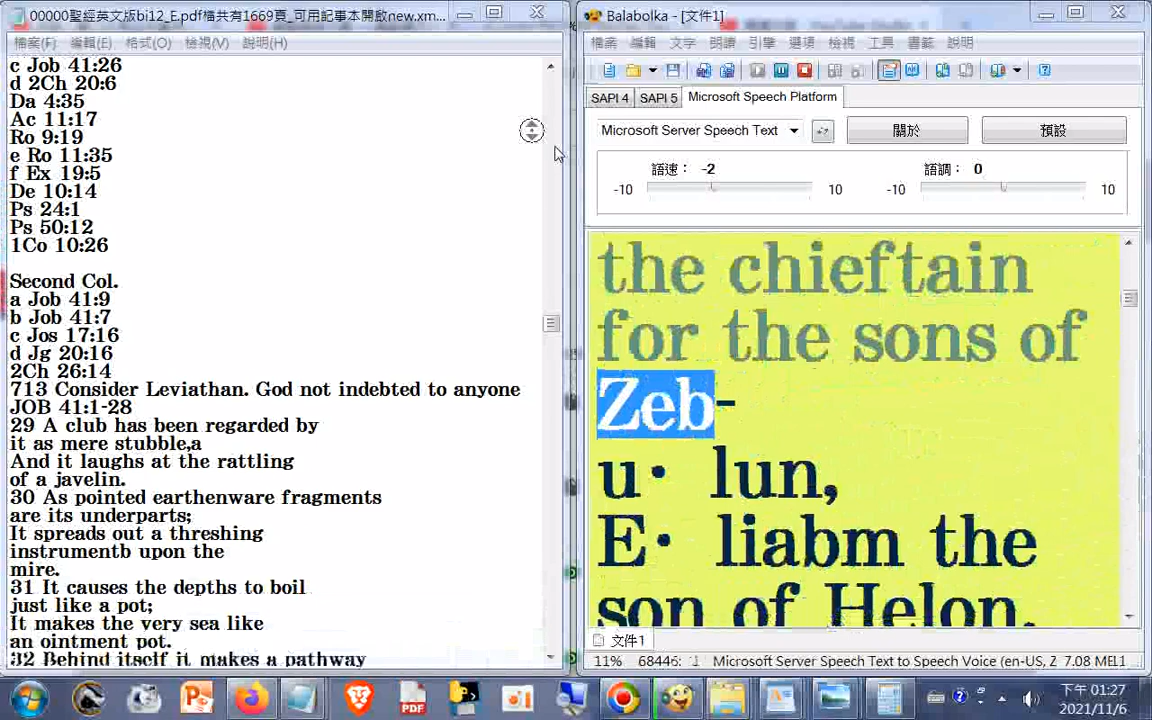 00000聖經英文版bi12_E.pdf檔共有1669頁_可用記事本開啟new.xm...
檔案(F) 編輯(E) 格式(O) 檢視(V) 說明(H)
c Job 41:26
d 2Ch 20:6
Da 4:35
Ac 11:17
Ro 9:19
e Ro 11:35
f Ex 19:5
De 10:14
Ps 24:1
Ps 50:12
1Co 10:26
Second Col.
a Job 41:9
b Job 41:7
c Jos 17:16
d Jg 20:16
2Ch 26:14
713 Consider Leviathan. God not indebted to anyone
JOB 41:1-28
29 A club has been regarded by
it as mere stubble,a
And it laughs at the rattling
of a javelin.
30 As pointed earthenware fragments
are its underparts;
It spreads out a threshing
instrumentb upon the
mire.
31 It causes the depths to boil
just like a pot;
It makes the very sea like
an ointment pot.
32 Behind itself it makes a pathway
Balabolka - [文件1]
檔案 編輯 文字 朗讀 引擎 選項 檢視 工具 書籤 說明
SAPI 4 SAPI 5 Microsoft Speech Platform
Microsoft Server Speech Text 關於 預設
語速： -2 語調： 0
-10 10 -10 10
the chieftain
for the sons of
Zeb-
u· lun,
E· liabm the
son of Helon.
文件1
11% 68446: 1 Microsoft Server Speech Text to Speech Voice (en-US, Z 7.08 ME
下午 01:27
2021/11/6